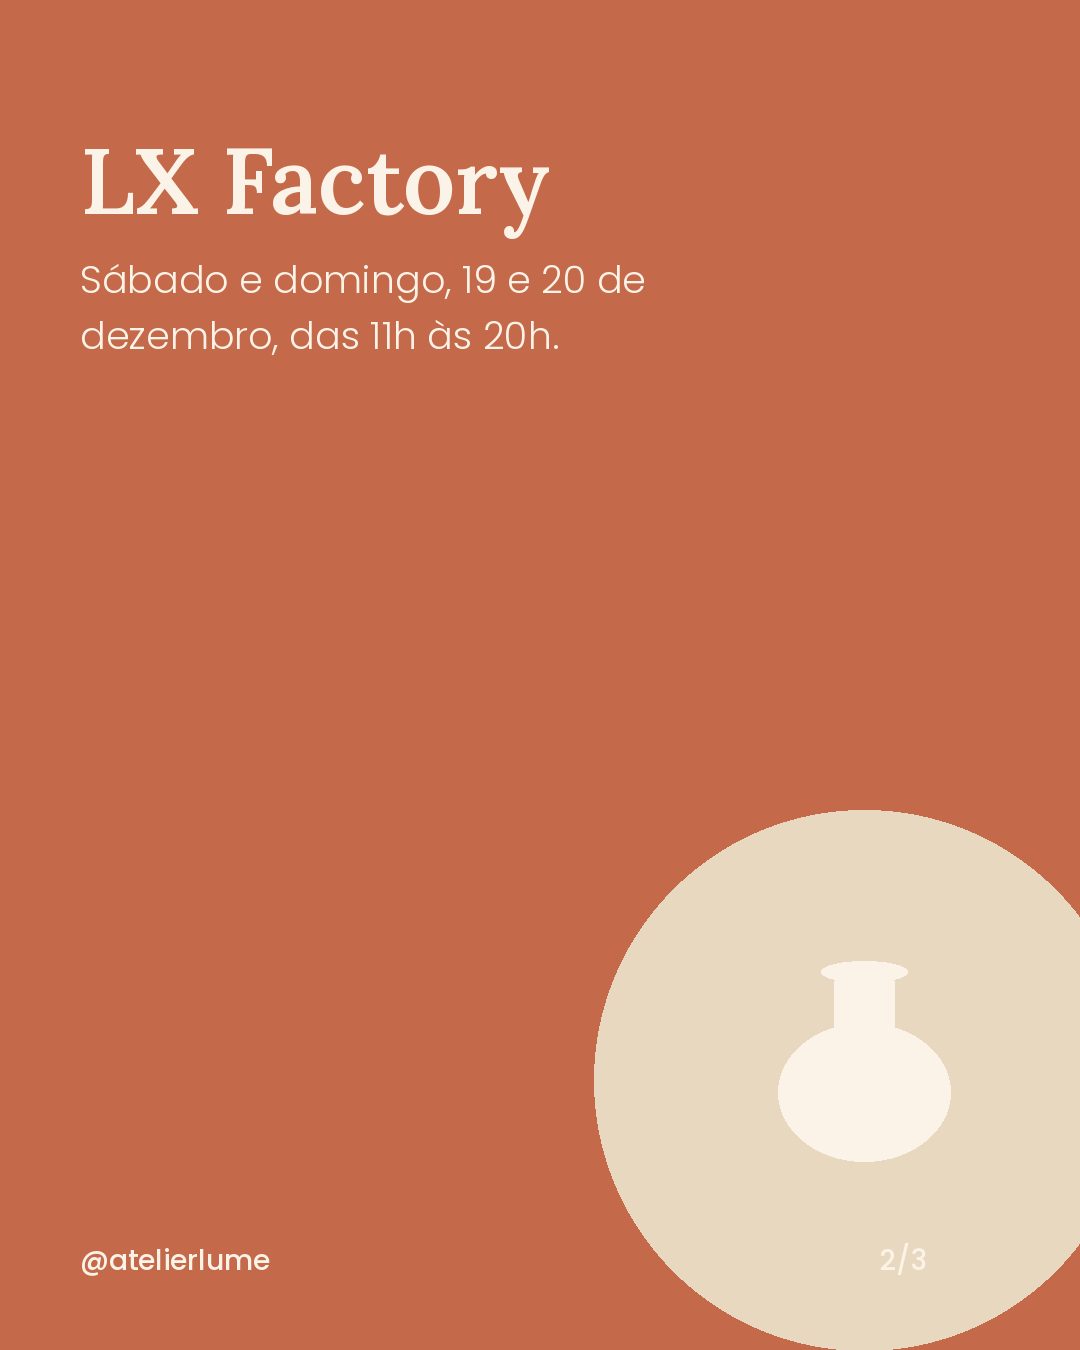 LX Factory
Sábado e domingo, 19 e 20 de
dezembro, das 11h às 20h.
@atelierlume
2/3